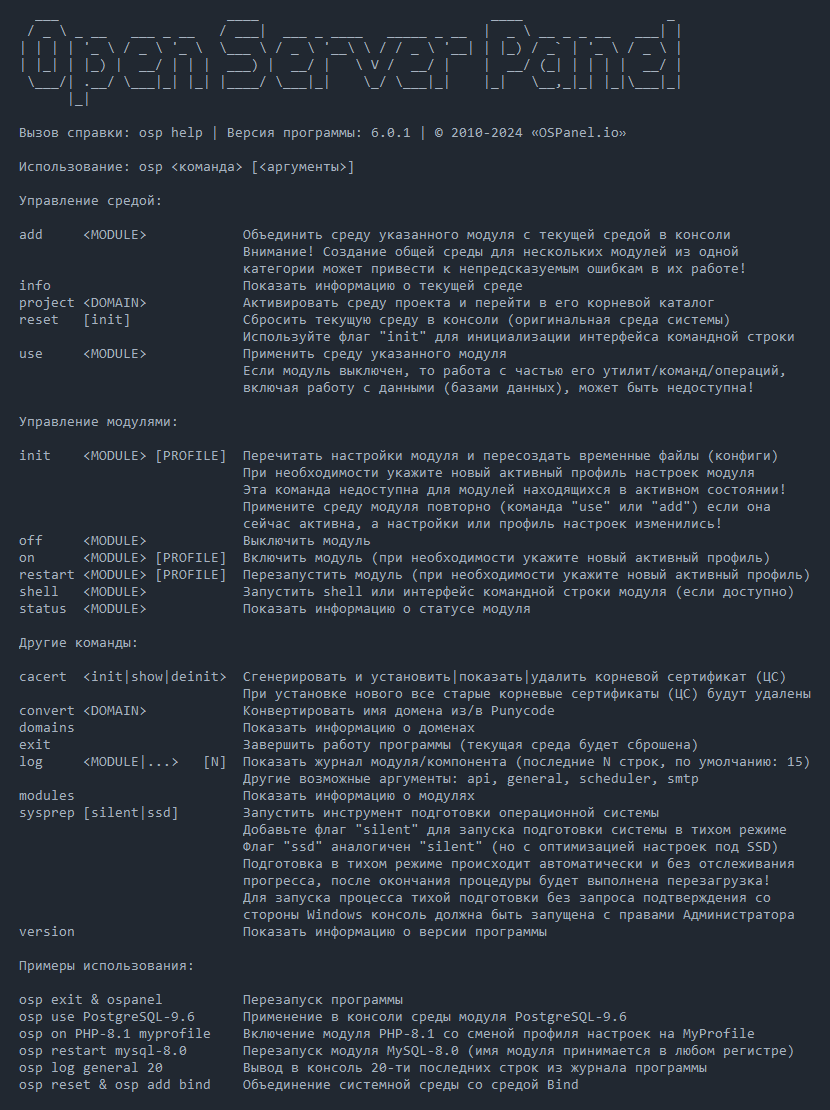 Open Server Panel
Вызов справки: osp help | Версия программы: 6.0.1 | © 2010-2024 «OSPanel.io»
Использование: osp <команда> [<аргументы>]
Управление средой:
add <MODULE> Объединить среду указанного модуля с текущей средой в консоли
Внимание! Создание общей среды для нескольких модулей из одной
категории может привести к непредсказуемым ошибкам в их работе!
info Показать информацию о текущей среде
project <DOMAIN> Активировать среду проекта и перейти в его корневой каталог
reset [init] Сбросить текущую среду в консоли (оригинальная среда системы)
Используйте флаг "init" для инициализации интерфейса командной строки
use <MODULE> Применить среду указанного модуля
Если модуль выключен, то работа с частью его утилит/команд/операций,
включая работу с данными (базами данных), может быть недоступна!
Управление модулями:
init <MODULE> [PROFILE] Перечитать настройки модуля и пересоздать временные файлы (конфиги)
При необходимости укажите новый активный профиль настроек модуля
Эта команда недоступна для модулей находящихся в активном состоянии!
Примените среду модуля повторно (команда "use" или "add") если она
сейчас активна, а настройки или профиль настроек изменились!
off <MODULE> Выключить модуль
on <MODULE> [PROFILE] Включить модуль (при необходимости укажите новый активный профиль)
restart <MODULE> [PROFILE] Перезапустить модуль (при необходимости укажите новый активный профиль)
shell <MODULE> Запустить shell или интерфейс командной строки модуля (если доступно)
status <MODULE> Показать информацию о статусе модуля
Другие команды:
cacert <init|show|deinit> Сгенерировать и установить|показать|удалить корневой сертификат (ЦС)
При установке нового все старые корневые сертификаты (ЦС) будут удалены
convert <DOMAIN> Конвертировать имя домена из/в Punycode
domains Показать информацию о доменах
exit Завершить работу программы (текущая среда будет сброшена)
log <MODULE|...> [N] Показать журнал модуля/компонента (последние N строк, по умолчанию: 15)
Другие возможные аргументы: api, general, scheduler, smtp
modules Показать информацию о модулях
sysprep [silent|ssd] Запустить инструмент подготовки операционной системы
Добавьте флаг "silent" для запуска подготовки системы в тихом режиме
Флаг "ssd" аналогичен "silent" (но с оптимизацией настроек под SSD)
Подготовка в тихом режиме происходит автоматически и без отслеживания
прогресса, после окончания процедуры будет выполнена перезагрузка!
Для запуска процесса тихой подготовки без запроса подтверждения со
стороны Windows консоль должна быть запущена с правами Администратора
version Показать информацию о версии программы
Примеры использования:
osp exit & ospanel Перезапуск программы
osp use PostgreSQL-9.6 Применение в консоли среды модуля PostgreSQL-9.6
osp on PHP-8.1 myprofile Включение модуля PHP-8.1 со сменой профиля настроек на MyProfile
osp restart mysql-8.0 Перезапуск модуля MySQL-8.0 (имя модуля принимается в любом регистре)
osp log general 20 Вывод в консоль 20-ти последних строк из журнала программы
osp reset & osp add bind Объединение системной среды со средой Bind